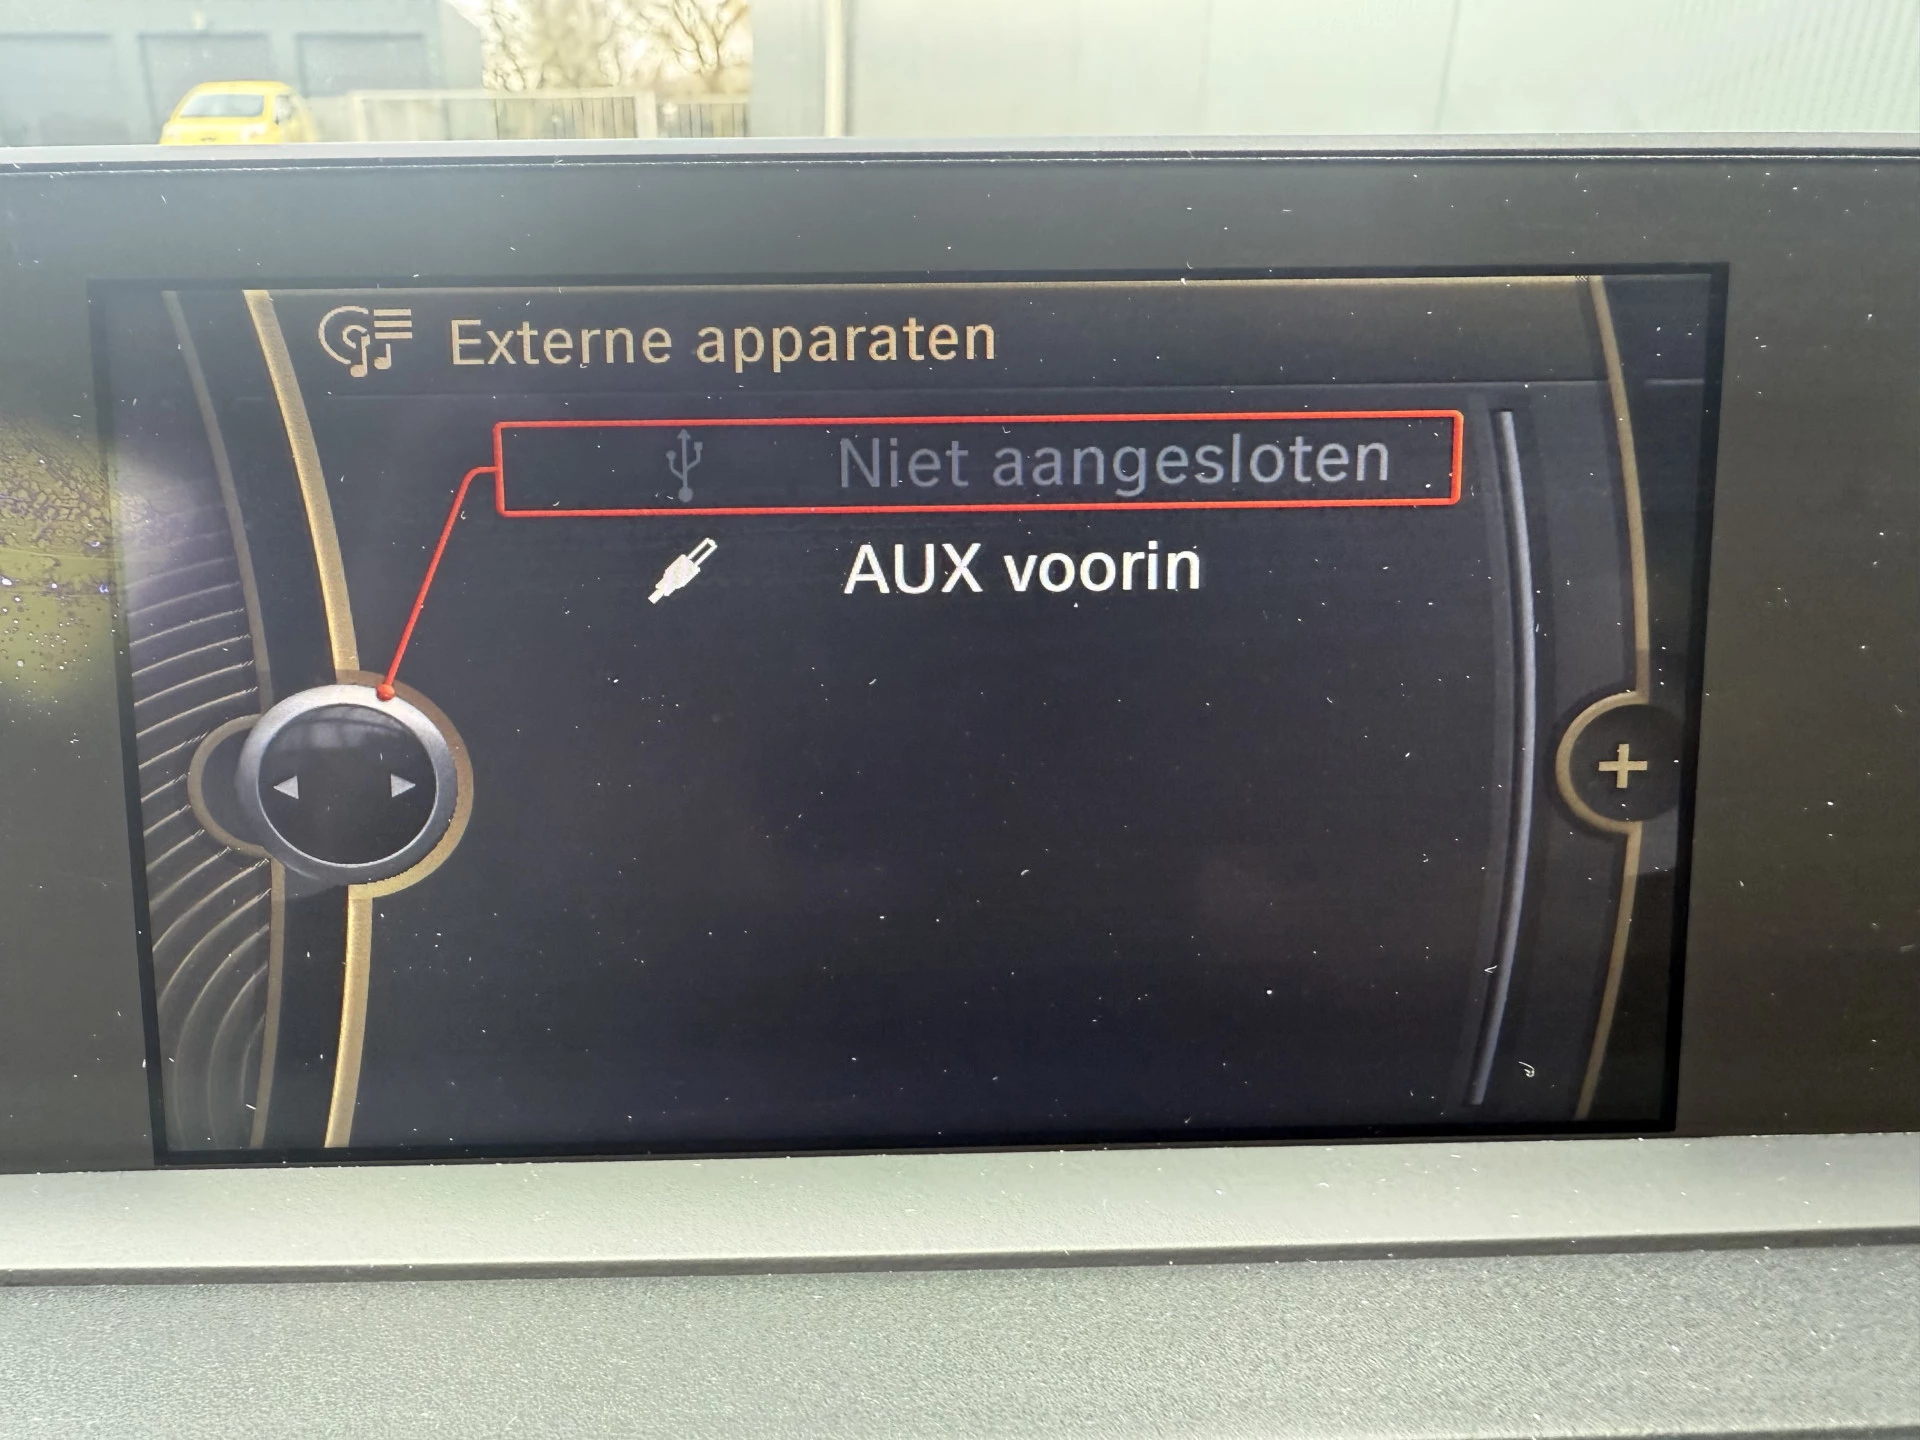 Externe apparaten
Niet aangesloten
AUX voorin
+